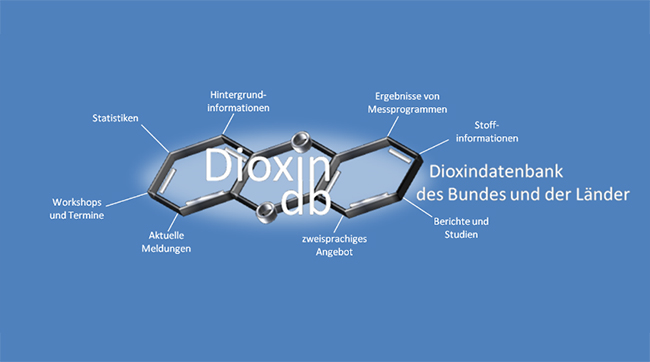 Hintergrund-
informationen
Ergebnisse von
Messprogrammen
Statistiken
Stoff-
informationen
Dioxin
db
Dioxindatenbank
des Bundes und der Länder
Workshops
und Termine
Aktuelle
Meldungen
zweisprachiges
Angebot
Berichte und
Studien